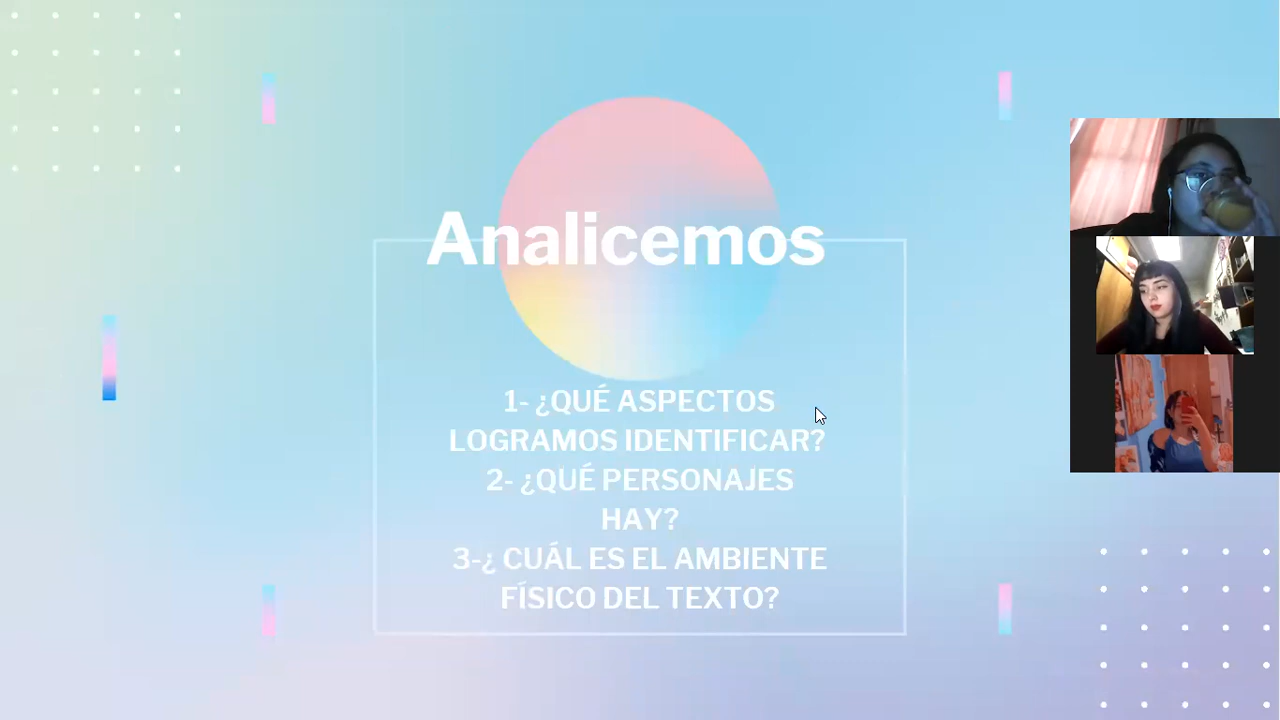 Analicemos
1- ¿QUÉ ASPECTOS
LOGRAMOS IDENTIFICAR?
2- ¿QUÉ PERSONAJES
HAY?
3-¿ CUÁL ES EL AMBIENTE
FÍSICO DEL TEXTO?